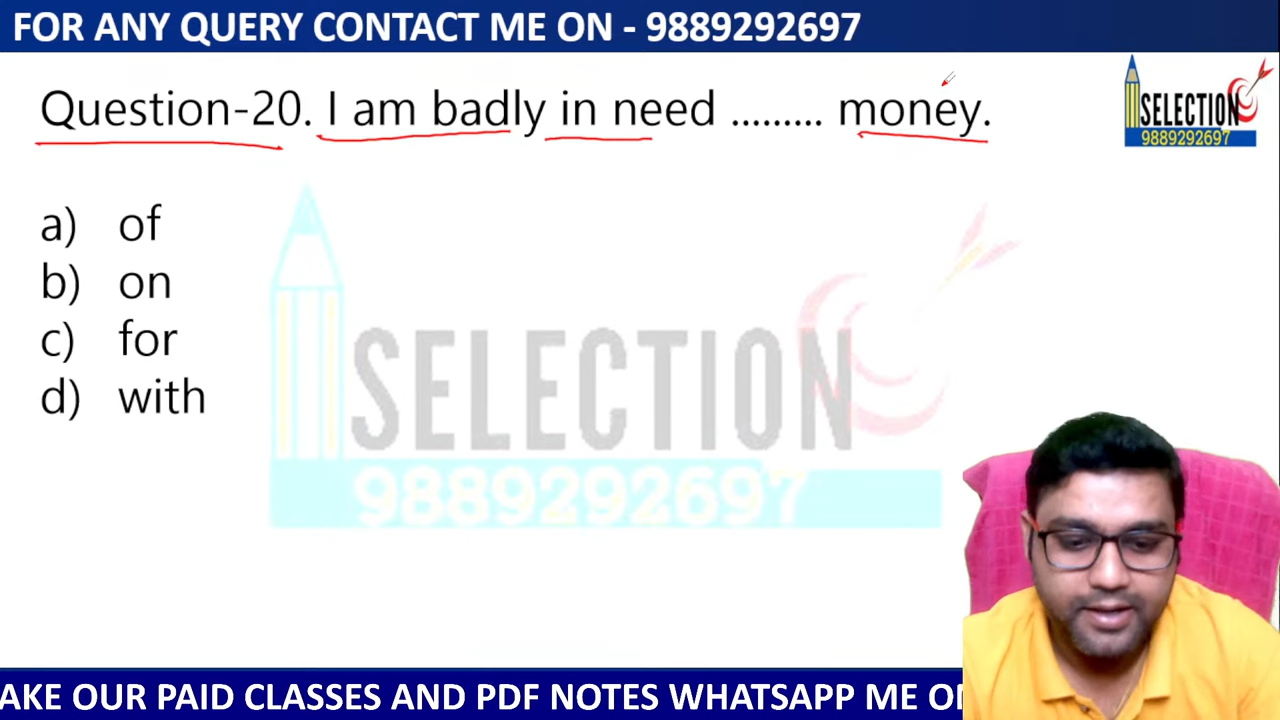 FOR ANY QUERY CONTACT ME ON - 9889292697
Question-20. I am badly in need ......... money.
SELECTION
9889292697
a) of
b) on
c) for
d) with
SELECTION
9889292697
AKE OUR PAID CLASSES AND PDF NOTES WHATSAPP ME ON